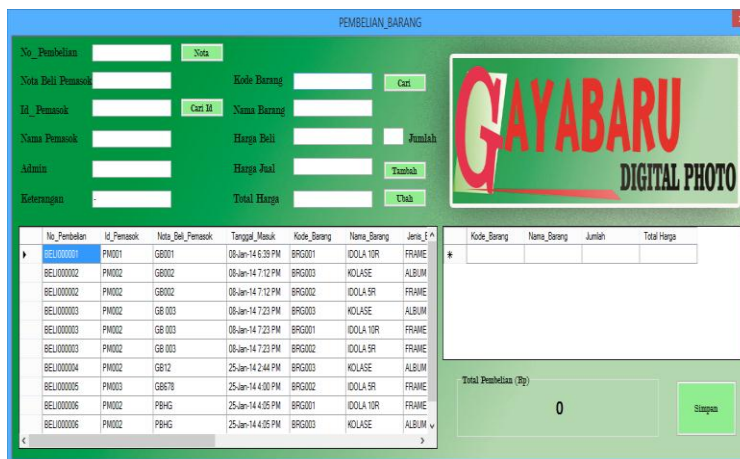 PEMBELIAN_BARANG
No_Pembelian Nota
Nota Beli Pemasok Kode Barang Cari
Id_Pemasok Cari Id Nama Barang
Nama Pemasok Harga Beli Jumlah
Admin Harga Jual Tambah
Keterangan - Total Harga Ubah
GAYABARU
DIGITAL PHOTO
No_Pembelian Id_Pemasok Nota_Beli_Pemasok Tanggal_Masuk Kode_Barang Nama_Barang Jenis_E
BELI000001 PM001 GB001 08-Jan-14 6:39 PM BRG001 IDOLA 10R FRAME
BELI000002 PM002 GB002 08-Jan-14 7:12 PM BRG003 KOLASE ALBUM
BELI000002 PM002 GB002 08-Jan-14 7:12 PM BRG002 IDOLA 5R FRAME
BELI000003 PM002 GB 003 08-Jan-14 7:23 PM BRG003 KOLASE ALBUM
BELI000003 PM002 GB 003 08-Jan-14 7:23 PM BRG001 IDOLA 10R FRAME
BELI000003 PM002 GB 003 08-Jan-14 7:23 PM BRG002 IDOLA 5R FRAME
BELI000004 PM002 GB12 25-Jan-14 2:44 PM BRG003 KOLASE ALBUM
BELI000005 PM003 GB678 25-Jan-14 4:00 PM BRG002 IDOLA 5R FRAME
BELI000006 PM002 PBHG 25-Jan-14 4:05 PM BRG001 IDOLA 10R FRAME
BELI000006 PM002 PBHG 25-Jan-14 4:05 PM BRG003 KOLASE ALBUM
Kode_Barang Nama_Barang Jumlah Total Harga
*
Total Pembelian (Rp)
0
Simpan